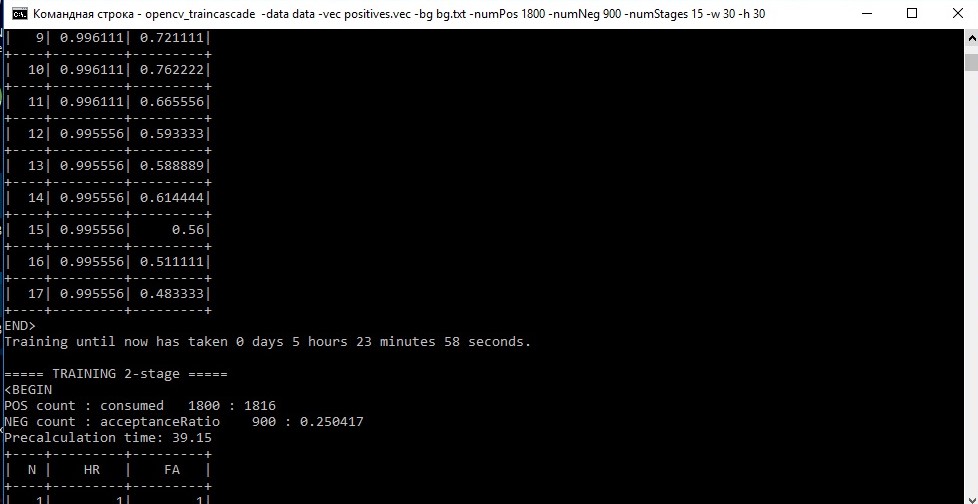 Командная строка - opencv_traincascade  -data data -vec positives.vec -bg bg.txt -numPos 1800 -numNeg 900 -numStages 15 -w 30 -h 30
|   9| 0.996111| 0.721111|
+----+---------+---------+
|  10| 0.996111| 0.762222|
+----+---------+---------+
|  11| 0.996111| 0.665556|
+----+---------+---------+
|  12| 0.995556| 0.593333|
+----+---------+---------+
|  13| 0.995556| 0.588889|
+----+---------+---------+
|  14| 0.995556| 0.614444|
+----+---------+---------+
|  15| 0.995556|     0.56|
+----+---------+---------+
|  16| 0.995556| 0.511111|
+----+---------+---------+
|  17| 0.995556| 0.483333|
+----+---------+---------+
END>
Training until now has taken 0 days 5 hours 23 minutes 58 seconds.
===== TRAINING 2-stage =====
<BEGIN
POS count : consumed   1800 : 1816
NEG count : acceptanceRatio    900 : 0.250417
Precalculation time: 39.15
+----+---------+---------+
|  N |    HR   |    FA   |
+----+---------+---------+
|   1|        1|        1|